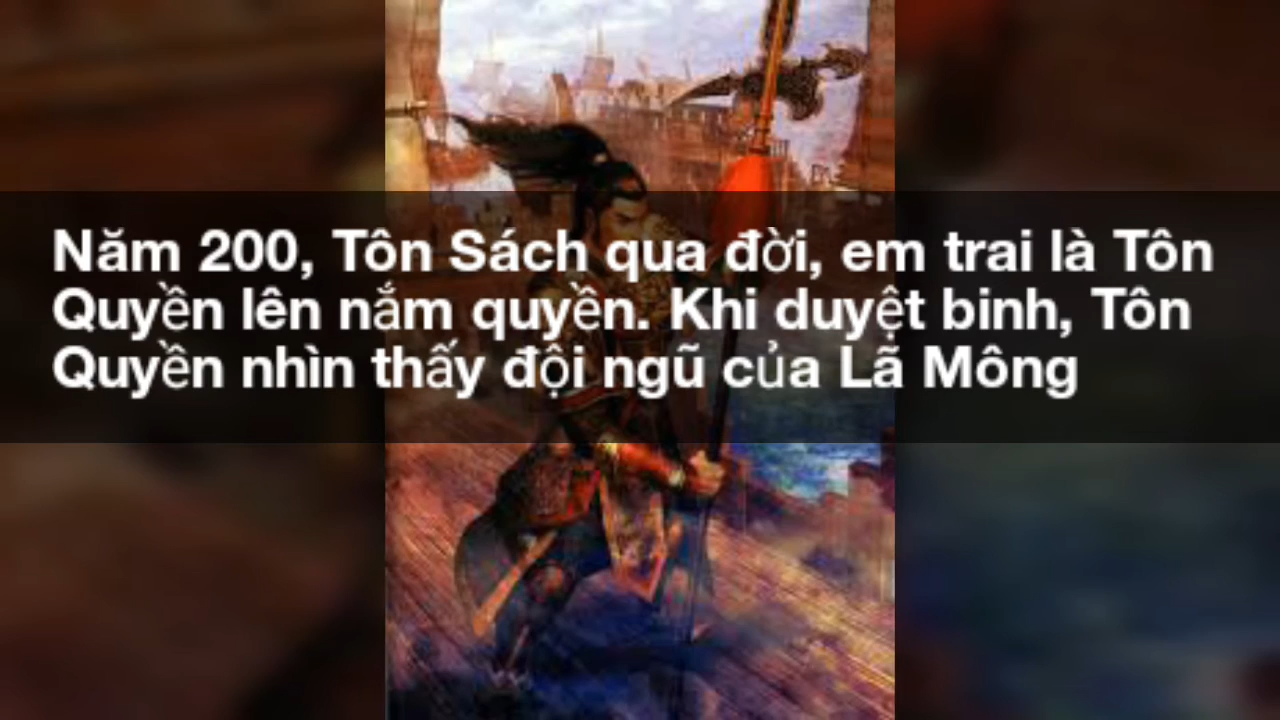 Năm 200, Tôn Sách qua đời, em trai là Tôn
Quyền lên nắm quyền. Khi duyệt binh, Tôn
Quyền nhìn thấy đội ngũ của Lã Mông